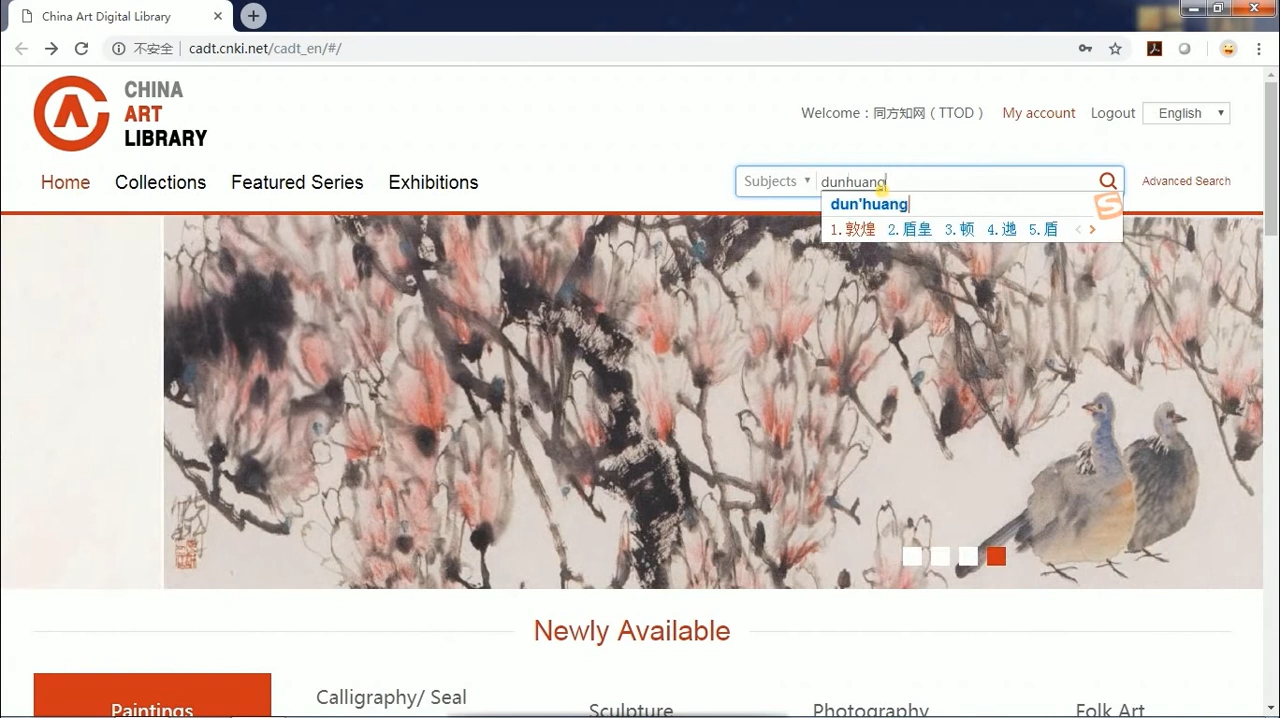 China Art Digital Library
不安全 cadt.cnki.net/cadt_en/#/
CHINA
ART
LIBRARY
Welcome：同方知网（TTOD） My account Logout English
Home Collections Featured Series Exhibitions
Subjects dunhuang Advanced Search
dun'huang
1.敦煌 2.盾皇 3.顿 4.遁 5.盾
Newly Available
Paintings Calligraphy/ Seal Sculpture Photography Folk Art